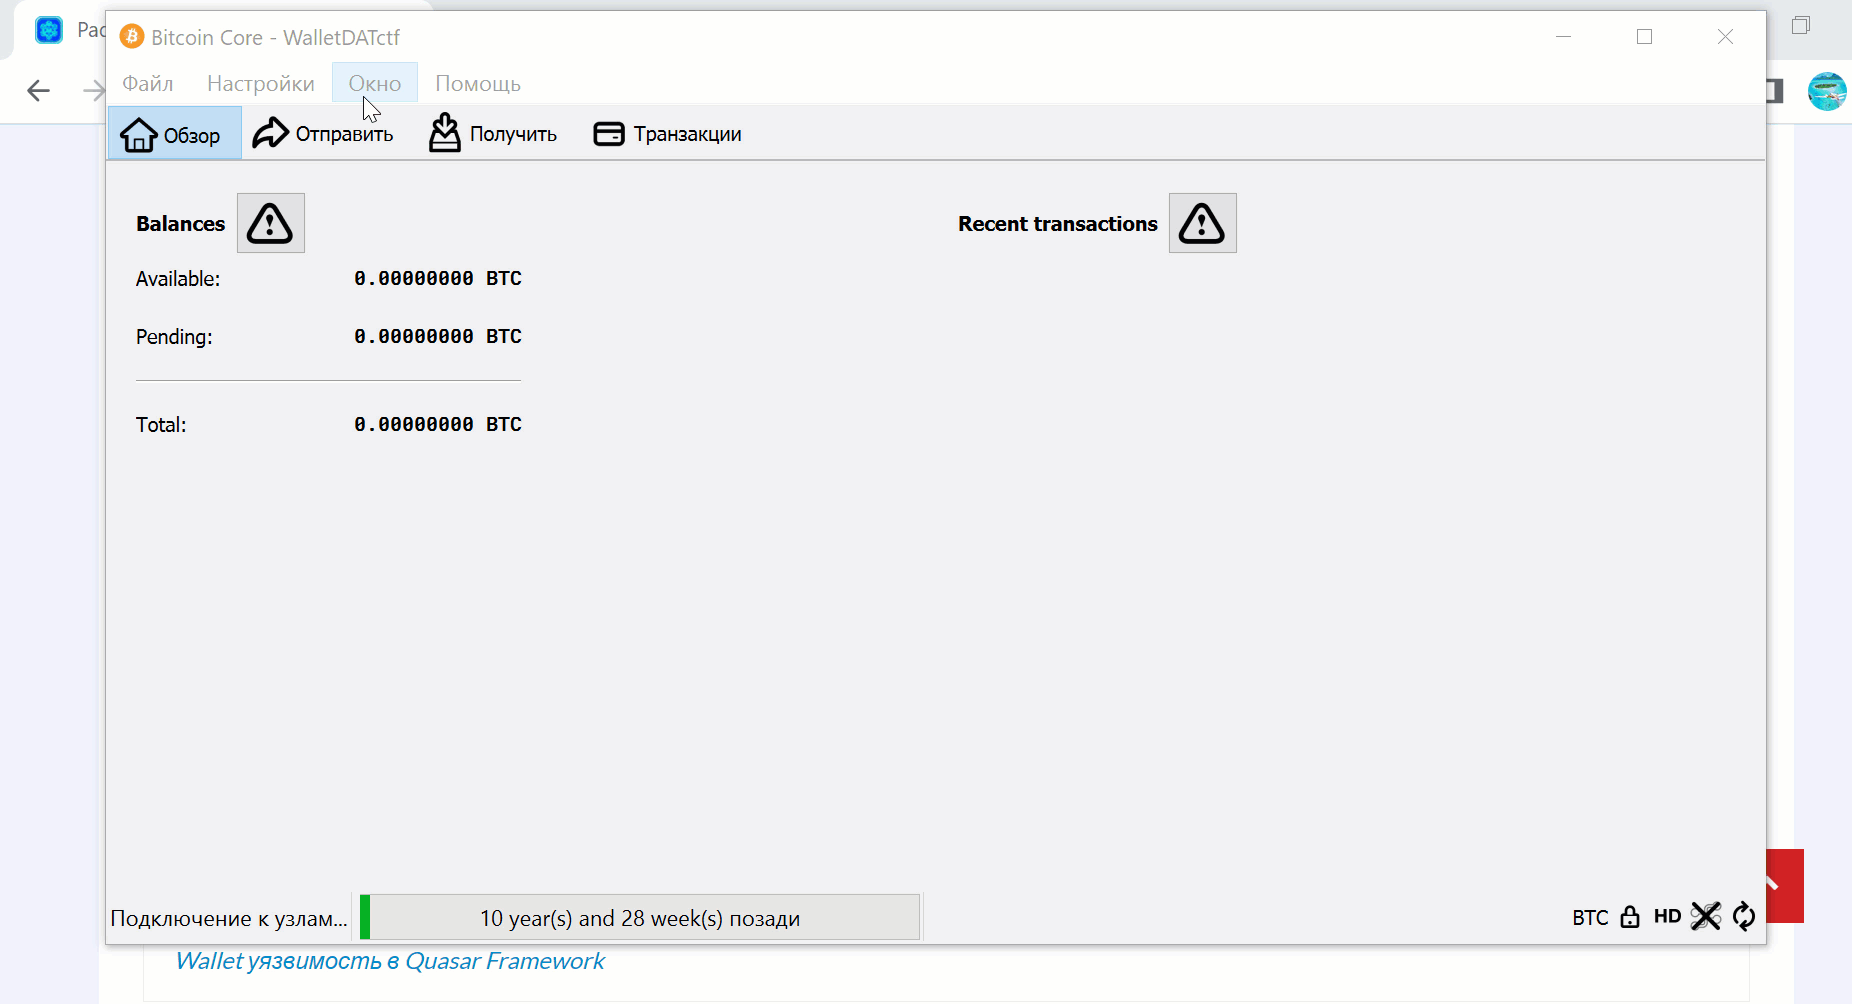 Рас
Bitcoin Core - WalletDATctf
Файл Настройки Окно Помощь
Обзор Отправить Получить Транзакции
Balances
Available: 0.00000000 BTC
Pending: 0.00000000 BTC
Total: 0.00000000 BTC
Recent transactions
Подключение к узлам...
10 year(s) and 28 week(s) позади
BTC HD
Wallet уязвимость в Quasar Framework